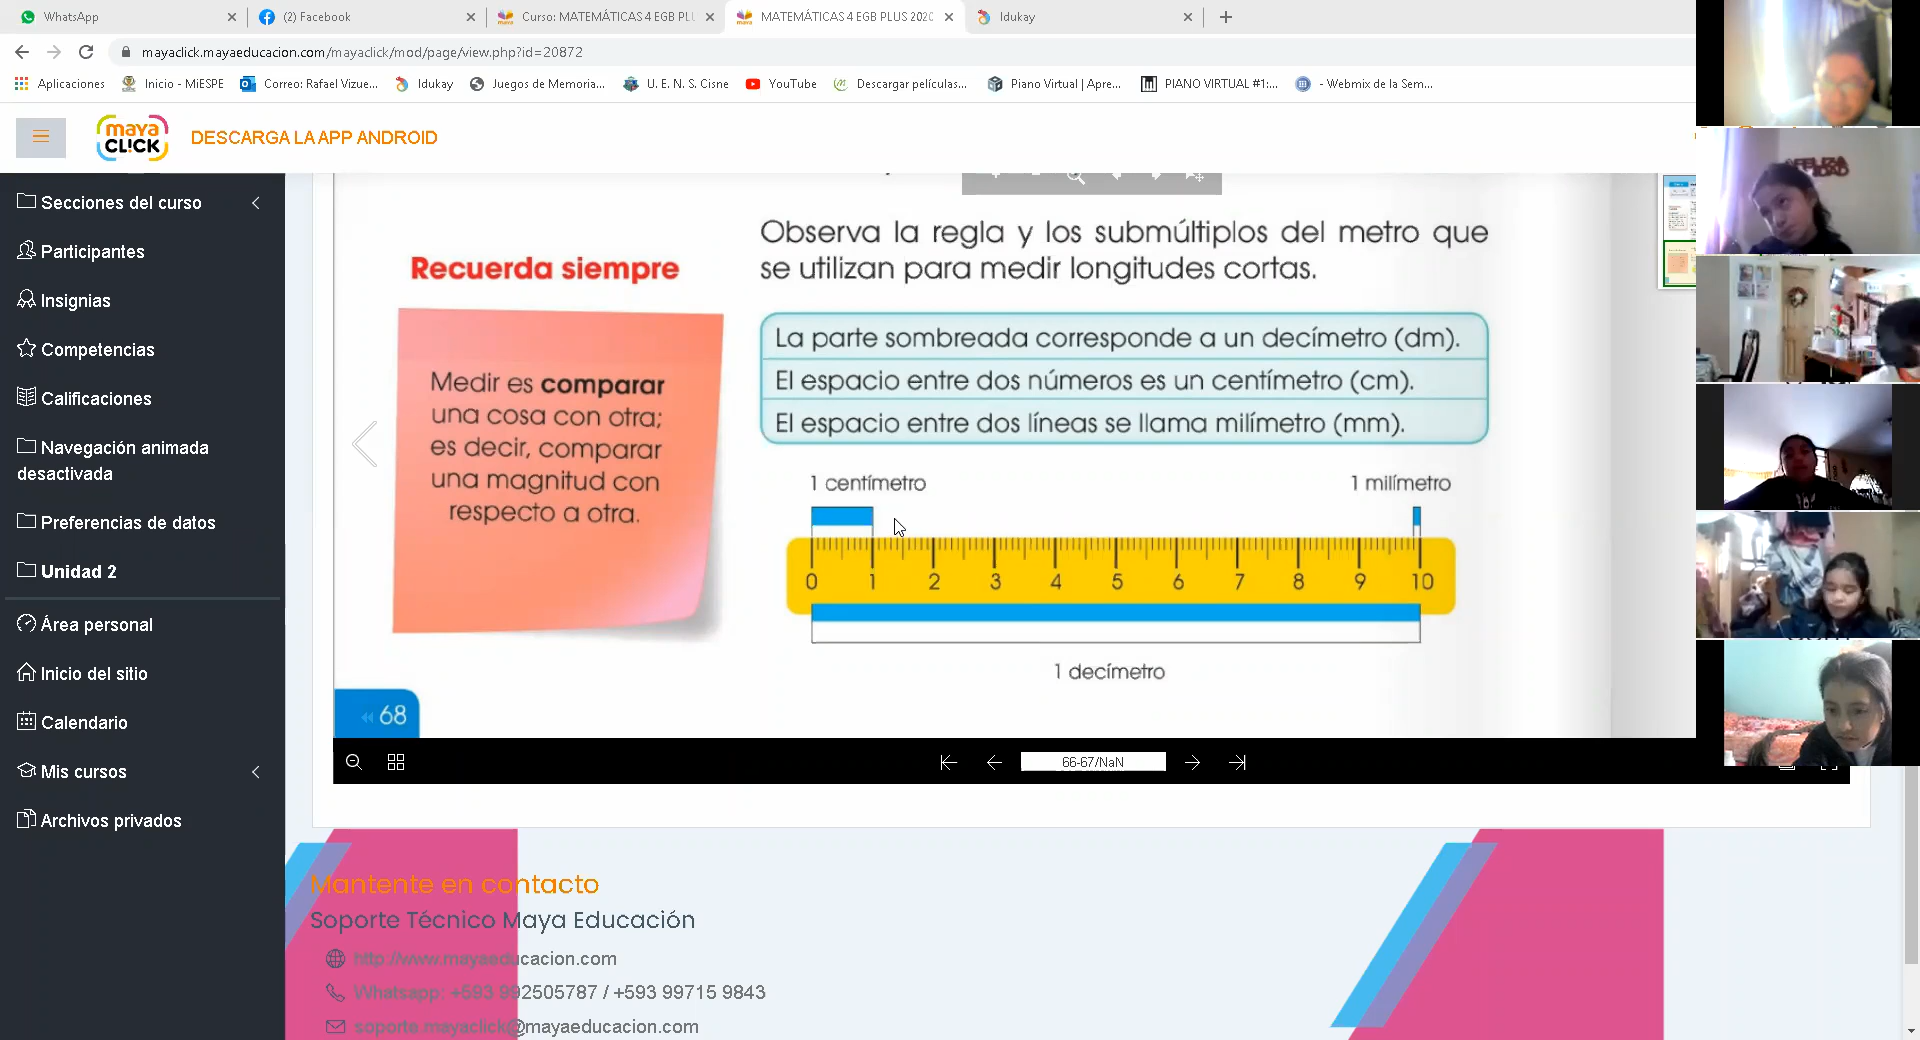 WhatsApp
(2) Facebook
Curso: MATEMÁTICAS 4 EGB PLU
MATEMÁTICAS 4 EGB PLUS 2020
Idukay
mayaclick.mayaeducacion.com/mayaclick/mod/page/view.php?id=20872
Aplicaciones
Inicio - MiESPE
Correo: Rafael Vizue...
Idukay
Juegos de Memoria...
U. E. N. S. Cisne
YouTube
Descargar películas...
Piano Virtual | Apre...
PIANO VIRTUAL #1:...
- Webmix de la Sem...
maya
CLICK
DESCARGA LA APP ANDROID
Secciones del curso
Participantes
Insignias
Competencias
Calificaciones
Navegación animada
desactivada
Preferencias de datos
Unidad 2
Área personal
Inicio del sitio
Calendario
Mis cursos
Archivos privados
Recuerda siempre
Medir es comparar
una cosa con otra;
es decir, comparar
una magnitud con
respecto a otra.
68
Observa la regla y los submúltiplos del metro que
se utilizan para medir longitudes cortas.
La parte sombreada corresponde a un decímetro (dm).
El espacio entre dos números es un centímetro (cm).
El espacio entre dos líneas se llama milímetro (mm).
1 centímetro
1 milímetro
0 1 2 3 4 5 6 7 8 9 10
1 decímetro
66-67/NaN
Mantente en contacto
Soporte Técnico Maya Educación
http://www.mayaeducacion.com
Whatsapp: +593 992505787 / +593 99715 9843
soporte.mayaclick@mayaeducacion.com